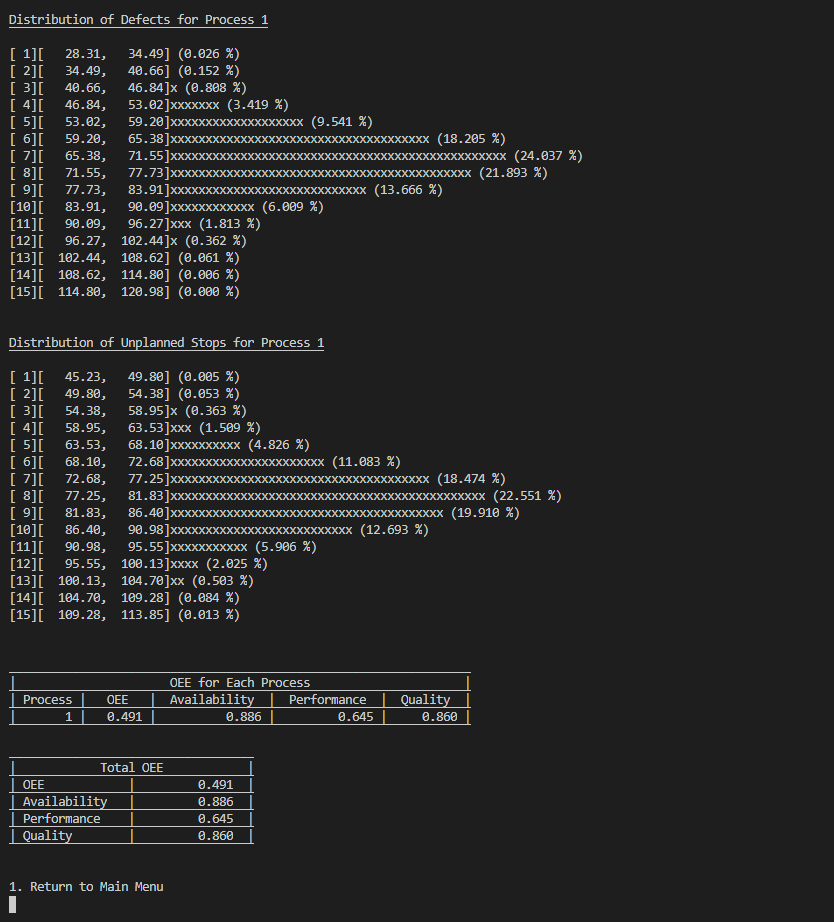 Distribution of Defects for Process 1
[ 1][   28.31,   34.49] (0.026 %)
[ 2][   34.49,   40.66] (0.152 %)
[ 3][   40.66,   46.84]x (0.808 %)
[ 4][   46.84,   53.02]xxxxxxx (3.419 %)
[ 5][   53.02,   59.20]xxxxxxxxxxxxxxxxxxx (9.541 %)
[ 6][   59.20,   65.38]xxxxxxxxxxxxxxxxxxxxxxxxxxxxxxxxxxxxx (18.205 %)
[ 7][   65.38,   71.55]xxxxxxxxxxxxxxxxxxxxxxxxxxxxxxxxxxxxxxxxxxxxxxxx (24.037 %)
[ 8][   71.55,   77.73]xxxxxxxxxxxxxxxxxxxxxxxxxxxxxxxxxxxxxxxxxxx (21.893 %)
[ 9][   77.73,   83.91]xxxxxxxxxxxxxxxxxxxxxxxxxxxx (13.666 %)
[10][   83.91,   90.09]xxxxxxxxxxxx (6.009 %)
[11][   90.09,   96.27]xxx (1.813 %)
[12][   96.27,  102.44]x (0.362 %)
[13][  102.44,  108.62] (0.061 %)
[14][  108.62,  114.80] (0.006 %)
[15][  114.80,  120.98] (0.000 %)
Distribution of Unplanned Stops for Process 1
[ 1][   45.23,   49.80] (0.005 %)
[ 2][   49.80,   54.38] (0.053 %)
[ 3][   54.38,   58.95]x (0.363 %)
[ 4][   58.95,   63.53]xxx (1.509 %)
[ 5][   63.53,   68.10]xxxxxxxxxx (4.826 %)
[ 6][   68.10,   72.68]xxxxxxxxxxxxxxxxxxxxxx (11.083 %)
[ 7][   72.68,   77.25]xxxxxxxxxxxxxxxxxxxxxxxxxxxxxxxxxxxxx (18.474 %)
[ 8][   77.25,   81.83]xxxxxxxxxxxxxxxxxxxxxxxxxxxxxxxxxxxxxxxxxxxxx (22.551 %)
[ 9][   81.83,   86.40]xxxxxxxxxxxxxxxxxxxxxxxxxxxxxxxxxxxxxxx (19.910 %)
[10][   86.40,   90.98]xxxxxxxxxxxxxxxxxxxxxxxxxx (12.693 %)
[11][   90.98,   95.55]xxxxxxxxxxx (5.906 %)
[12][   95.55,  100.13]xxxx (2.025 %)
[13][  100.13,  104.70]xx (0.503 %)
[14][  104.70,  109.28] (0.084 %)
[15][  109.28,  113.85] (0.013 %)
OEE for Each Process
| Process |   OEE   |  Availability  |  Performance  |  Quality  |
|       1 |   0.491 |          0.886 |         0.645 |     0.860 |
Total OEE
| OEE            |         0.491  |
| Availability   |         0.886  |
| Performance    |         0.645  |
| Quality        |         0.860  |
1. Return to Main Menu